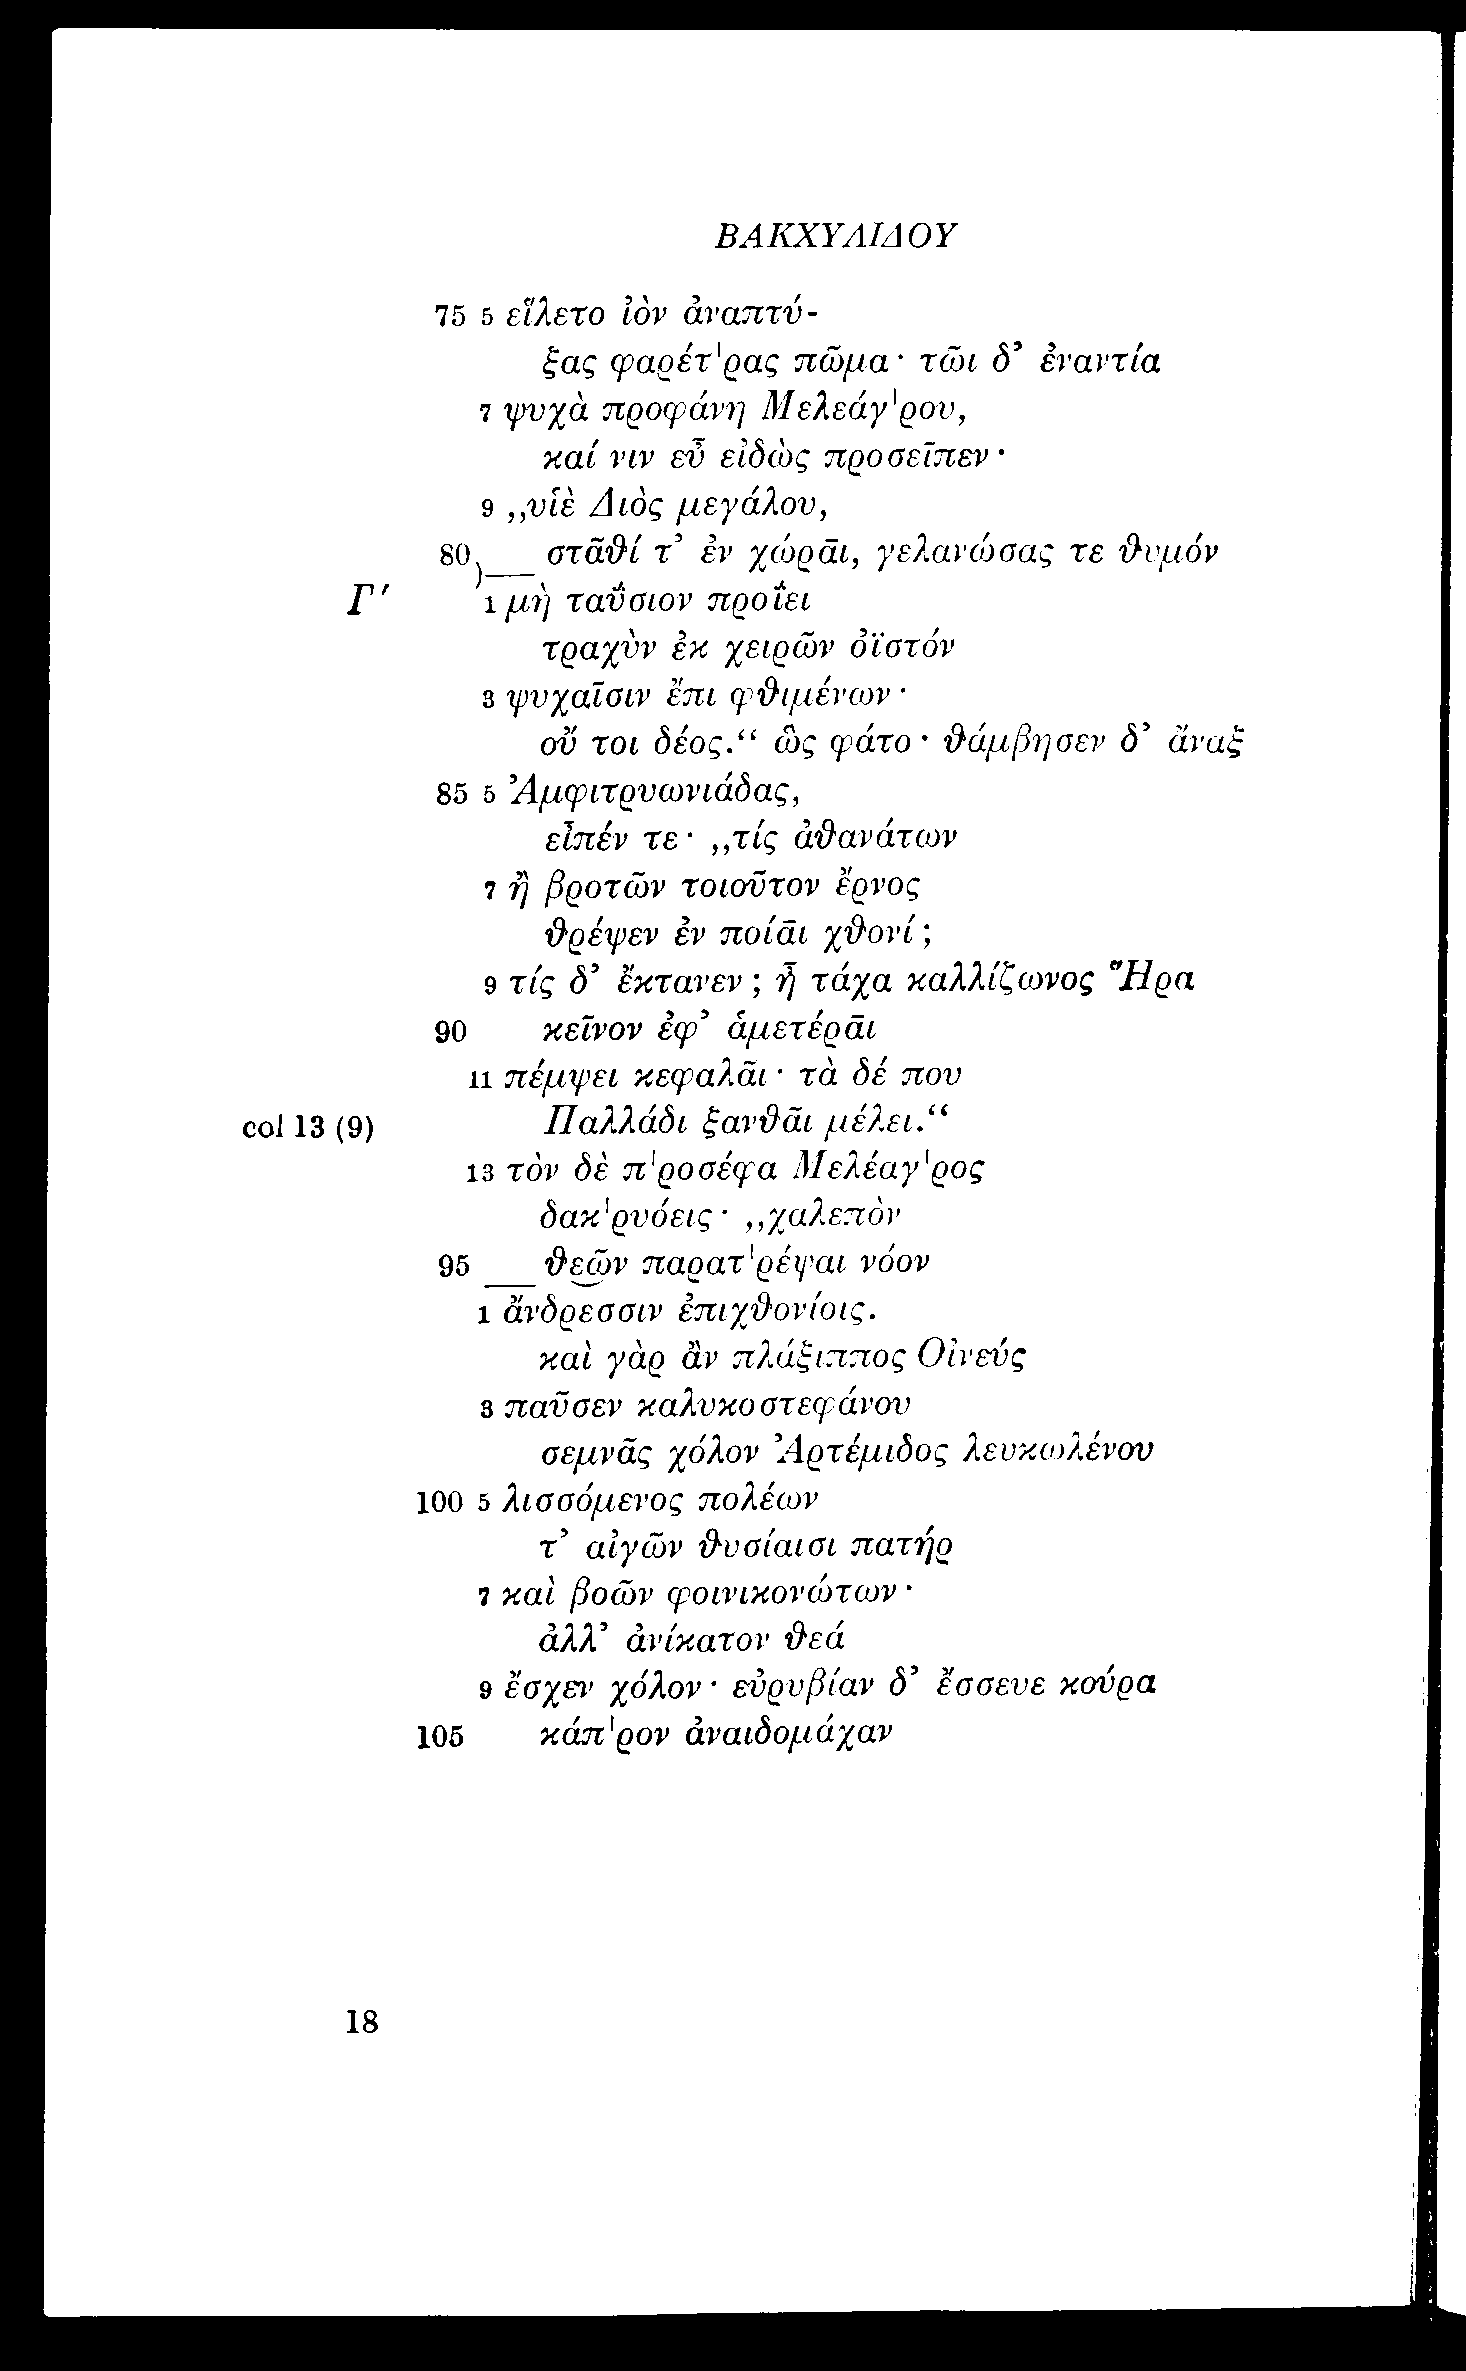 ΒΑΚΧΥΛΙΔΟΥ
75 5 εἵλετο ἰὸν ἀναπτύ-
ξας φαρέτ'ρας πῶμα· τῶι δ' ἐναντία
7 ψυχὰ προφάνη Μελεάγ'ρου,
καί νιν εὖ εἰδὼς προσεῖπεν·
9 „υἱὲ Διὸς μεγάλου,
80 στᾶθί τ' ἐν χώρᾱι, γελανώσας τε θυμόν
Γ' 1 μὴ ταΰσιον προΐει
τραχὺν ἐκ χειρῶν ὀϊστόν
3 ψυχαῖσιν ἔπι φθιμένων·
οὔ τοι δέος.“ ὣς φάτο· θάμβησεν δ' ἄναξ
85 5 Ἀμφιτρυωνιάδας,
εἶπέν τε· „τίς ἀθανάτων
7 ἢ βροτῶν τοιοῦτον ἔρνος
θρέψεν ἐν ποίᾱι χθονί;
9 τίς δ' ἔκτανεν; ἦ τάχα καλλίζωνος Ἥρα
90 κεῖνον ἐφ' ἁμετέρᾱι
11 πέμψει κεφαλᾶι· τὰ δέ που
col 13 (9) Παλλάδι ξανθᾶι μέλει.“
13 τὸν δὲ π'ροσέφα Μελέαγ'ρος
δακ'ρυόεις· „χαλεπὸν
95 θεῶν παρατ'ρέψαι νόον
1 ἄνδρεσσιν ἐπιχθονίοις.
καὶ γὰρ ἂν πλάξιππος Οἰνεύς
3 παῦσεν καλυκοστεφάνου
σεμνᾶς χόλον Ἀρτέμιδος λευκωλένου
100 5 λισσόμενος πολέων
τ' αἰγῶν θυσίαισι πατήρ
7 καὶ βοῶν φοινικονώτων·
ἀλλ' ἀνίκατον θεά
9 ἔσχεν χόλον· εὐρυβίαν δ' ἔσσευε κούρα
105 κάπ'ρον ἀναιδομάχαν
18